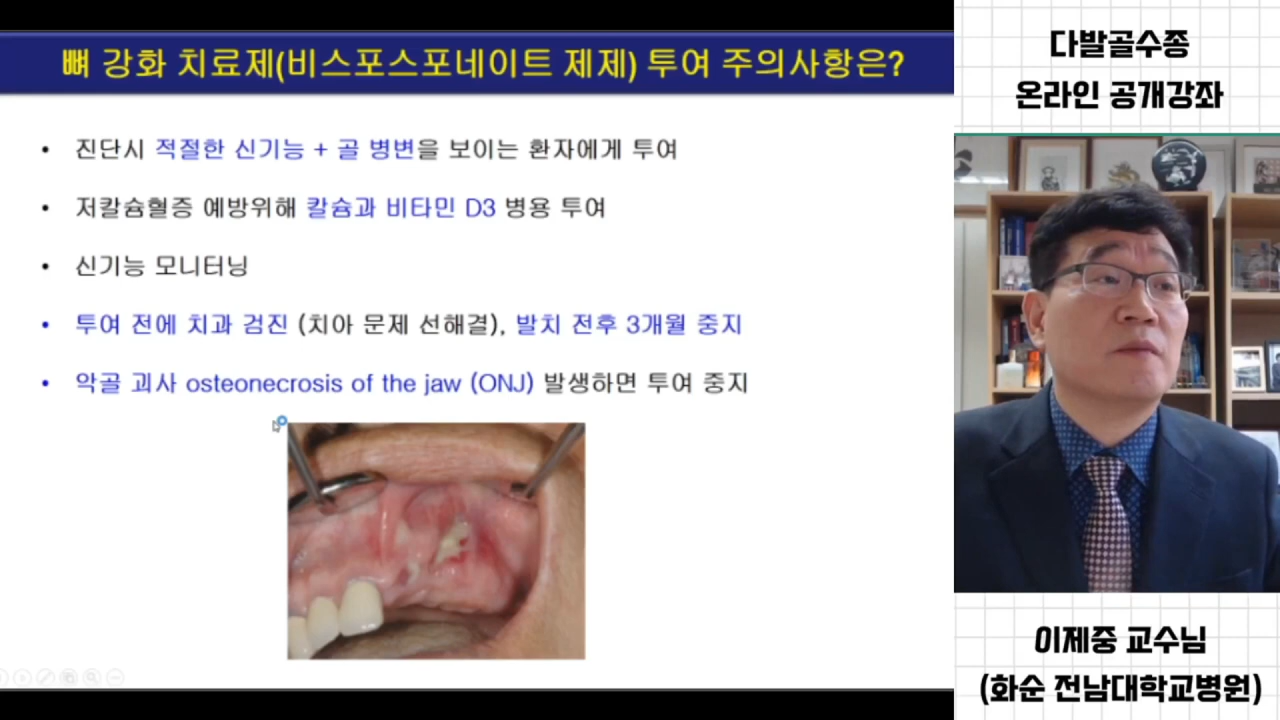 뼈 강화 치료제(비스포스포네이트 제제) 투여 주의사항은?
• 진단시 적절한 신기능 + 골 병변을 보이는 환자에게 투여
• 저칼슘혈증 예방위해 칼슘과 비타민 D3 병용 투여
• 신기능 모니터닝
• 투여 전에 치과 검진 (치아 문제 선해결), 발치 전후 3개월 중지
• 악골 괴사 osteonecrosis of the jaw (ONJ) 발생하면 투여 중지
다발골수종
온라인 공개강좌
이제중 교수님
(화순 전남대학교병원)